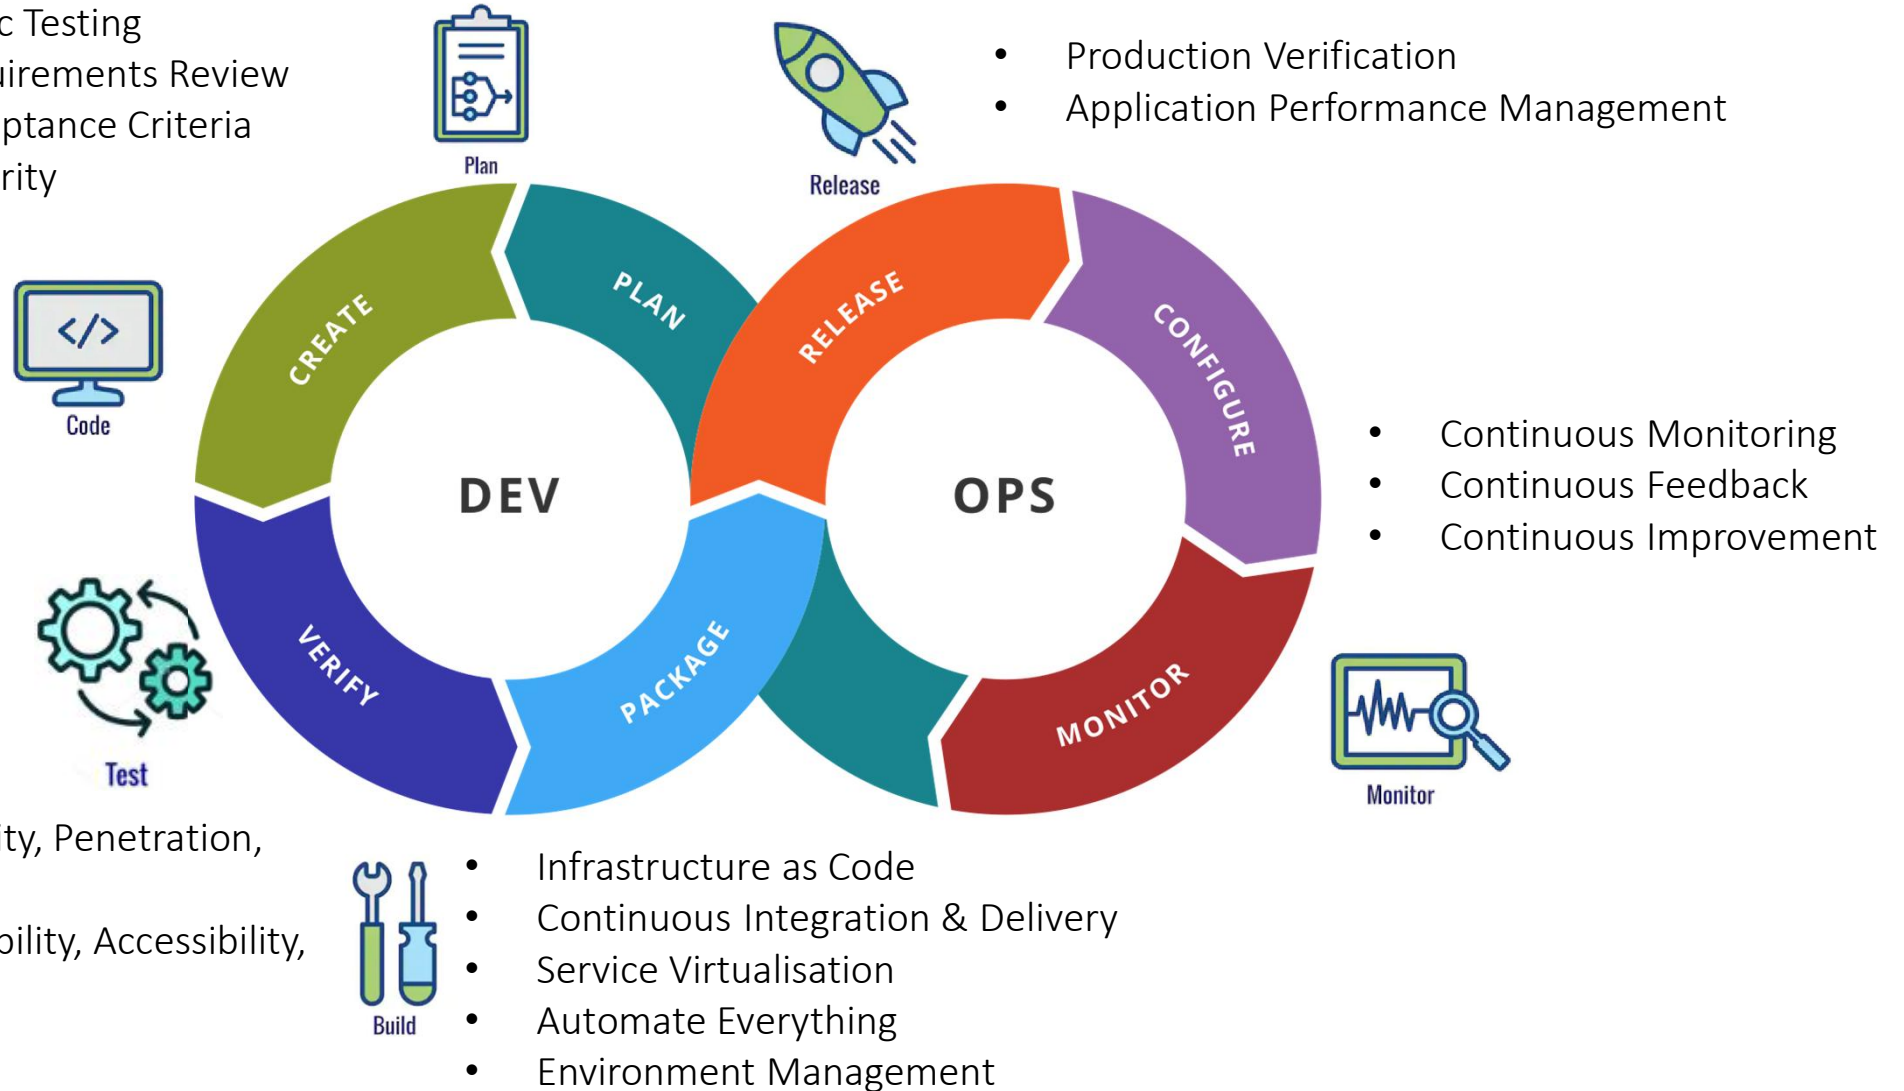 c Testing
uirements Review
ptance Criteria
rity
Plan
Release
• Production Verification
• Application Performance Management
CREATE
PLAN
RELEASE
CONFIGURE
</>
Code
DEV
OPS
• Continuous Monitoring
• Continuous Feedback
• Continuous Improvement
VERIFY
PACKAGE
MONITOR
Test
Monitor
ity, Penetration,
bility, Accessibility,
Build
• Infrastructure as Code
• Continuous Integration & Delivery
• Service Virtualisation
• Automate Everything
• Environment Management